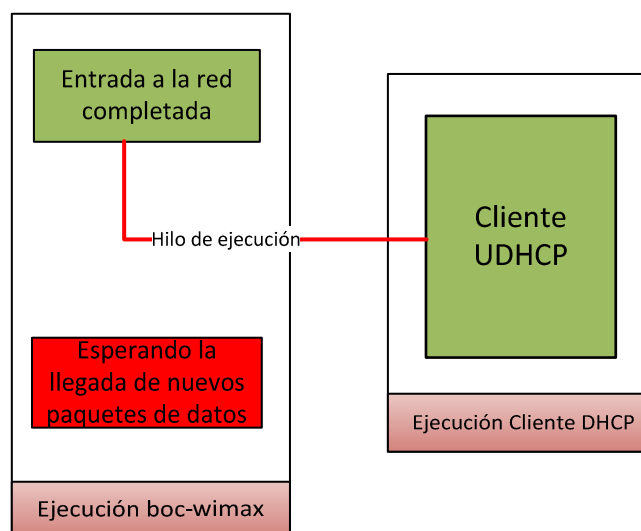 Entrada a la red
completada
Hilo de ejecución
Cliente
UDHCP
Esperando la
llegada de nuevos
paquetes de datos
Ejecución Cliente DHCP
Ejecución boc-wimax